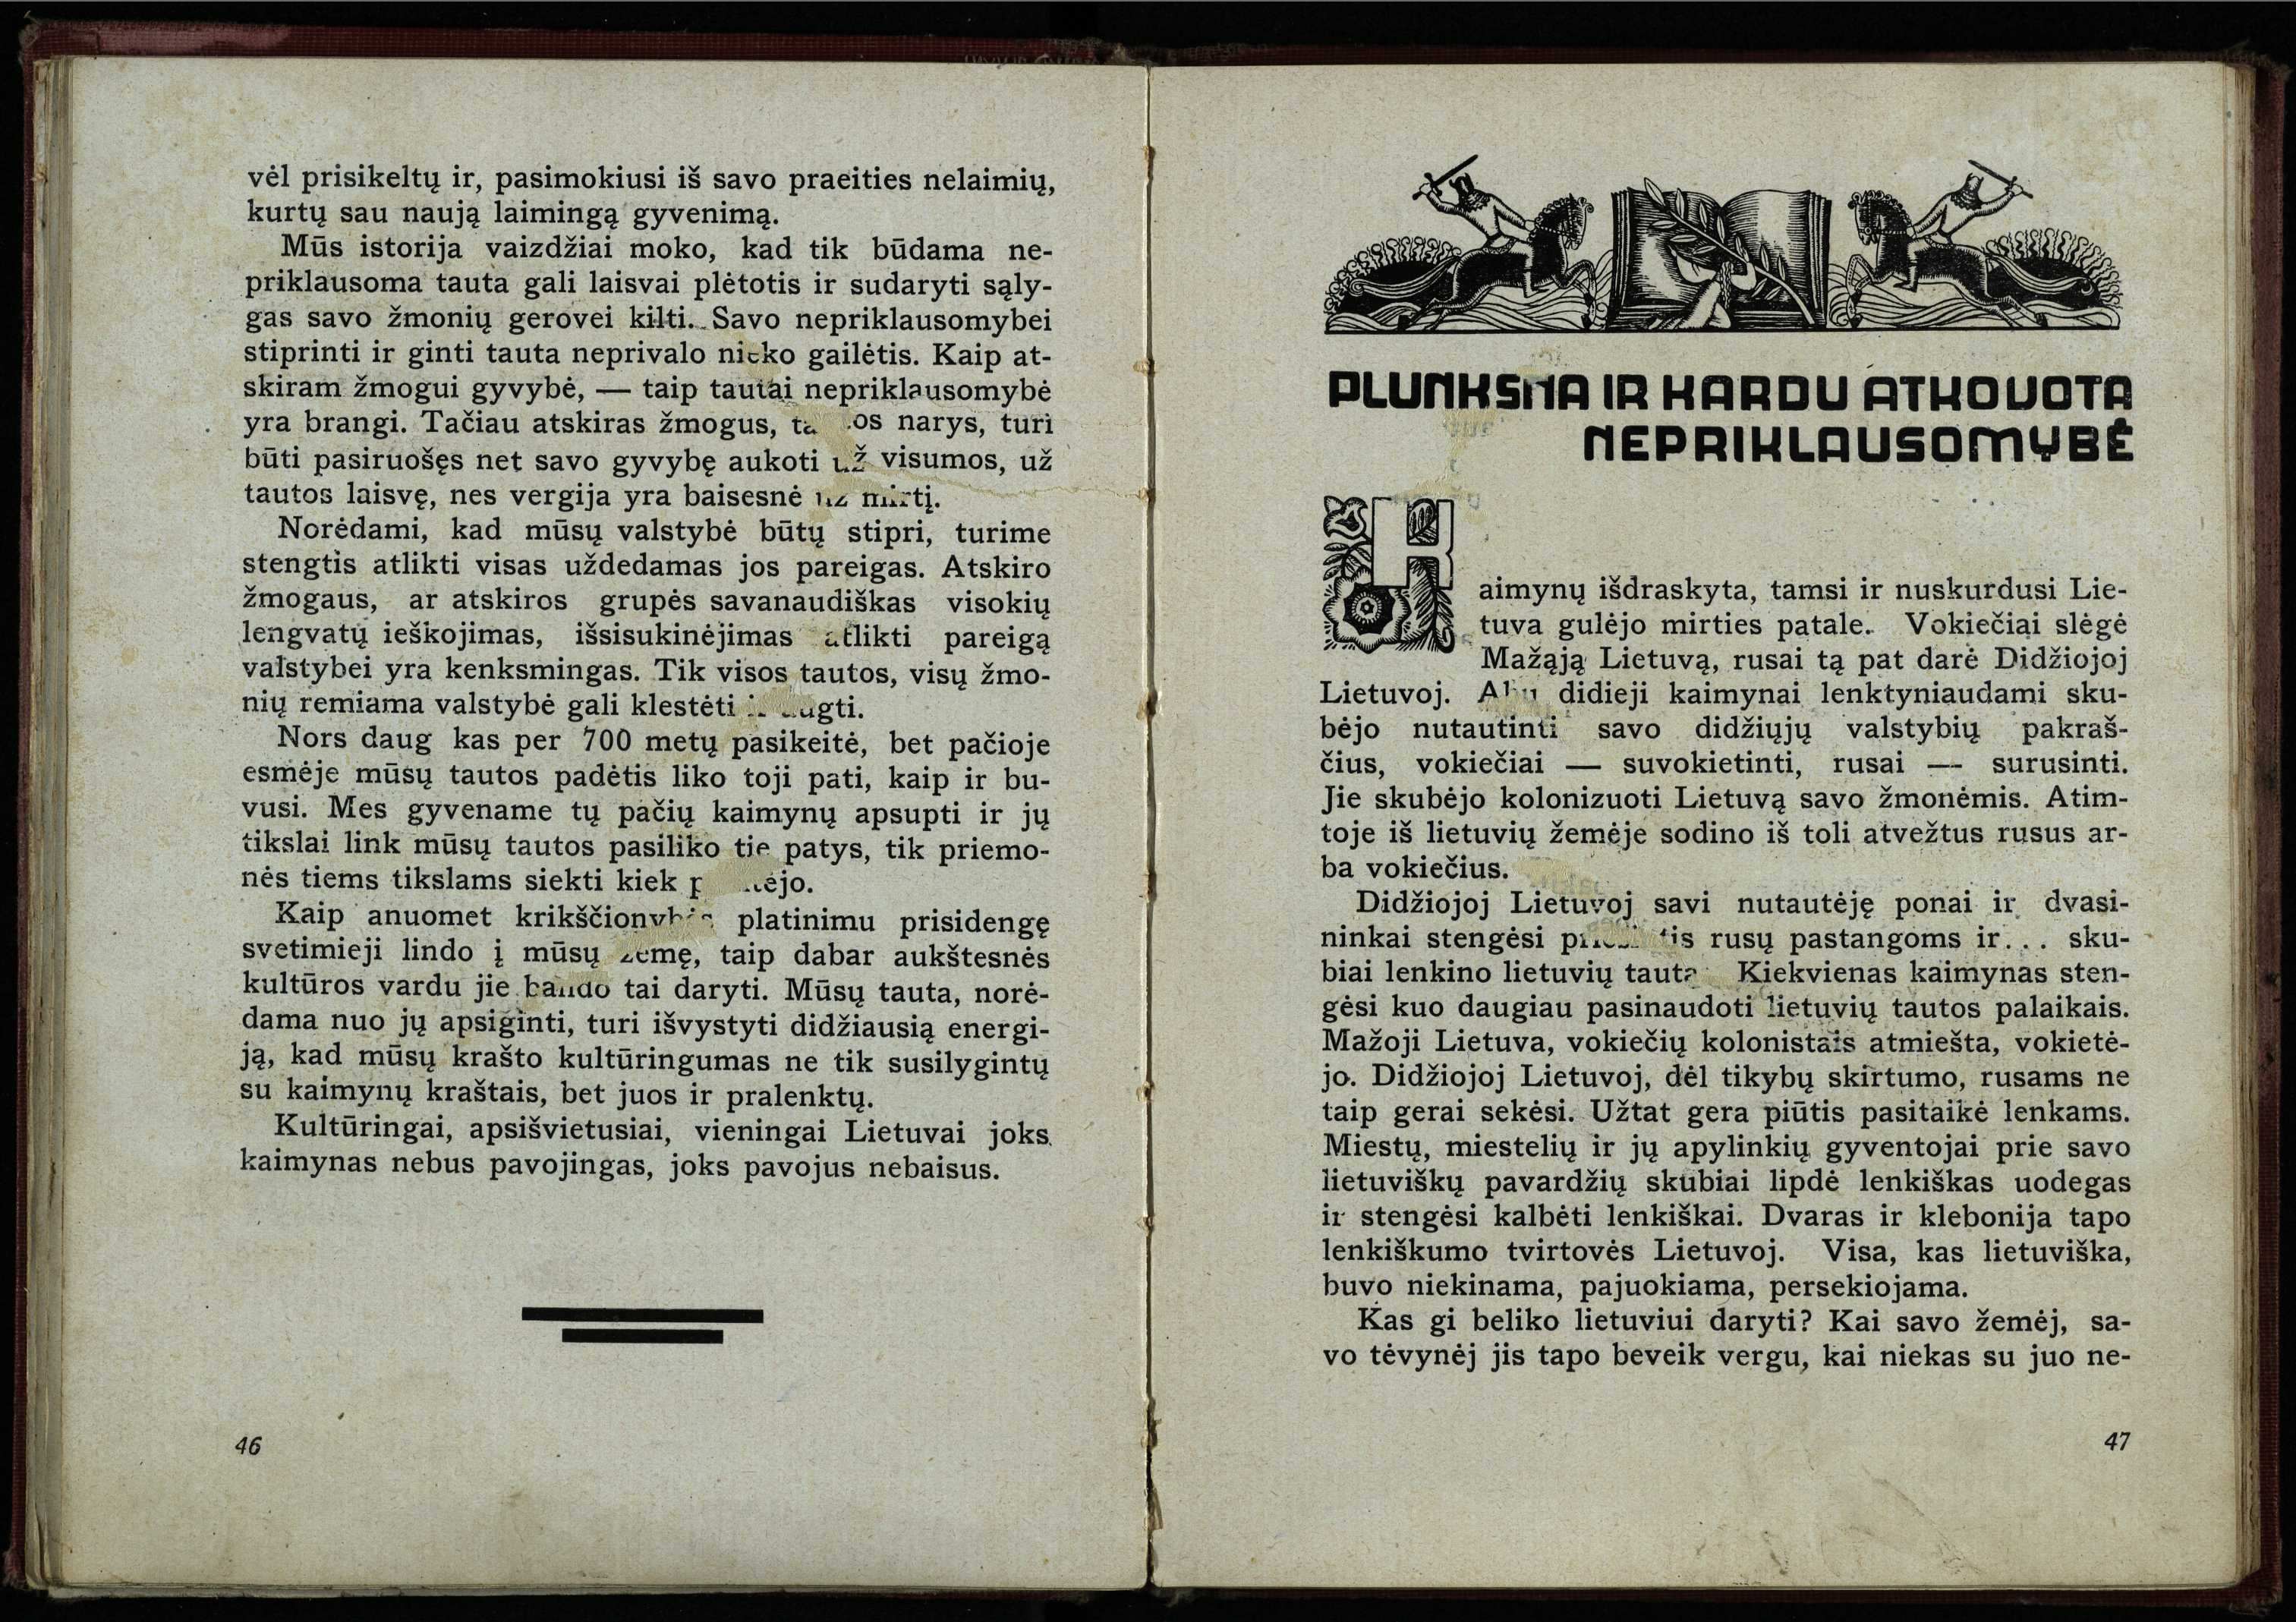 vėl prisikeltų ir, pasimokiusi iš savo praeities nelaimių,
kurtų sau naują laimingą gyvenimą.
Mūs istorija vaizdžiai moko, kad tik būdama ne-
priklausoma tauta gali laisvai plėtotis ir sudaryti sąly-
gas savo žmonių gerovei kilti. Savo nepriklausomybei
stiprinti ir ginti tauta neprivalo nieko gailėtis. Kaip at-
skiram žmogui gyvybė, — taip tautai nepriklausomybė
yra brangi. Tačiau atskiras žmogus, narys, turi
būti pasiruošęs net savo gyvybę aukoti už visumos, už
tautos laisvę, nes vergija yra baisesnė už mirtį.
Norėdami, kad mūsų valstybė būtų stipri, turime
stengtis atlikti visas uždedamas jos pareigas. Atskiro
žmogaus, ar atskiros grupės savanaudiškas visokių
lengvatų ieškojimas, išsisukinėjimas atlikti pareigą
valstybei yra kenksmingas. Tik visos tautos, visų žmo-
nių remiama valstybė gali klestėti
Nors daug kas per 700 metų pasikeitė, bet pačioje
esmėje mūsų tautos padėtis liko toji pati, kaip ir bu-
vusi. Mes gyvename tų pačių kaimynų apsupti ir jų
tikslai link mūsų tautos pasiliko tie patys, tik priemo-
nės tiems tikslams siekti kiek
Kaip anuomet krikščionybės platinimu prisidengę
svetimieji lindo į mūsų žemę, taip dabar aukštesnės
kultūros vardu jie bando tai daryti. Mūsų tauta, norė-
dama nuo jų apsiginti, turi išvystyti didžiausią energi-
ją, kad mūsų krašto kultūringumas ne tik susilygintų
su kaimynų kraštais, bet juos ir pralenktų.
Kultūringai, apsišvietusiai, vieningai Lietuvai joks
kaimynas nebus pavojingas, joks pavojus nebaisus.
46
PLUNKSNA IR KARDU ATKOVOTA
NEPRIKLAUSOMYBĖ
Kaimynų išdraskyta, tamsi ir nuskurdusi Lie-
tuva gulėjo mirties patale. Vokiečiai slėgė
Mažąją Lietuvą, rusai tą pat darė Didžiojoj
Lietuvoj. Abu didieji kaimynai lenktyniaudami sku-
bėjo nutautinti savo didžiųjų valstybių pakraš-
čius, vokiečiai — suvokietinti, rusai — surusinti.
Jie skubėjo kolonizuoti Lietuvą savo žmonėmis. Atim-
toje iš lietuvių žemėje sodino iš toli atvežtus rusus ar-
ba vokiečius.
Didžiojoj Lietuvoj savi nutautėję ponai ir dvasi-
ninkai stengėsi rusų pastangoms ir... sku-
biai lenkino lietuvių tautą. Kiekvienas kaimynas sten-
gėsi kuo daugiau pasinaudoti lietuvių tautos palaikais.
Mažoji Lietuva, vokiečių kolonistais atmiešta, vokietė-
jo. Didžiojoj Lietuvoj, dėl tikybų skirtumo, rusams ne
taip gerai sekėsi. Užtat gera piūtis pasitaikė lenkams.
Miestų, miestelių ir jų apylinkių gyventojai prie savo
lietuviškų pavardžių skubiai lipdė lenkiškas uodegas
ir stengėsi kalbėti lenkiškai. Dvaras ir klebonija tapo
lenkiškumo tvirtovės Lietuvoj. Visa, kas lietuviška,
buvo niekinama, pajuokiama, persekiojama.
Kas gi beliko lietuviui daryti? Kai savo žemėj, sa-
vo tėvynėj jis tapo beveik vergu, kai niekas su juo ne-
47